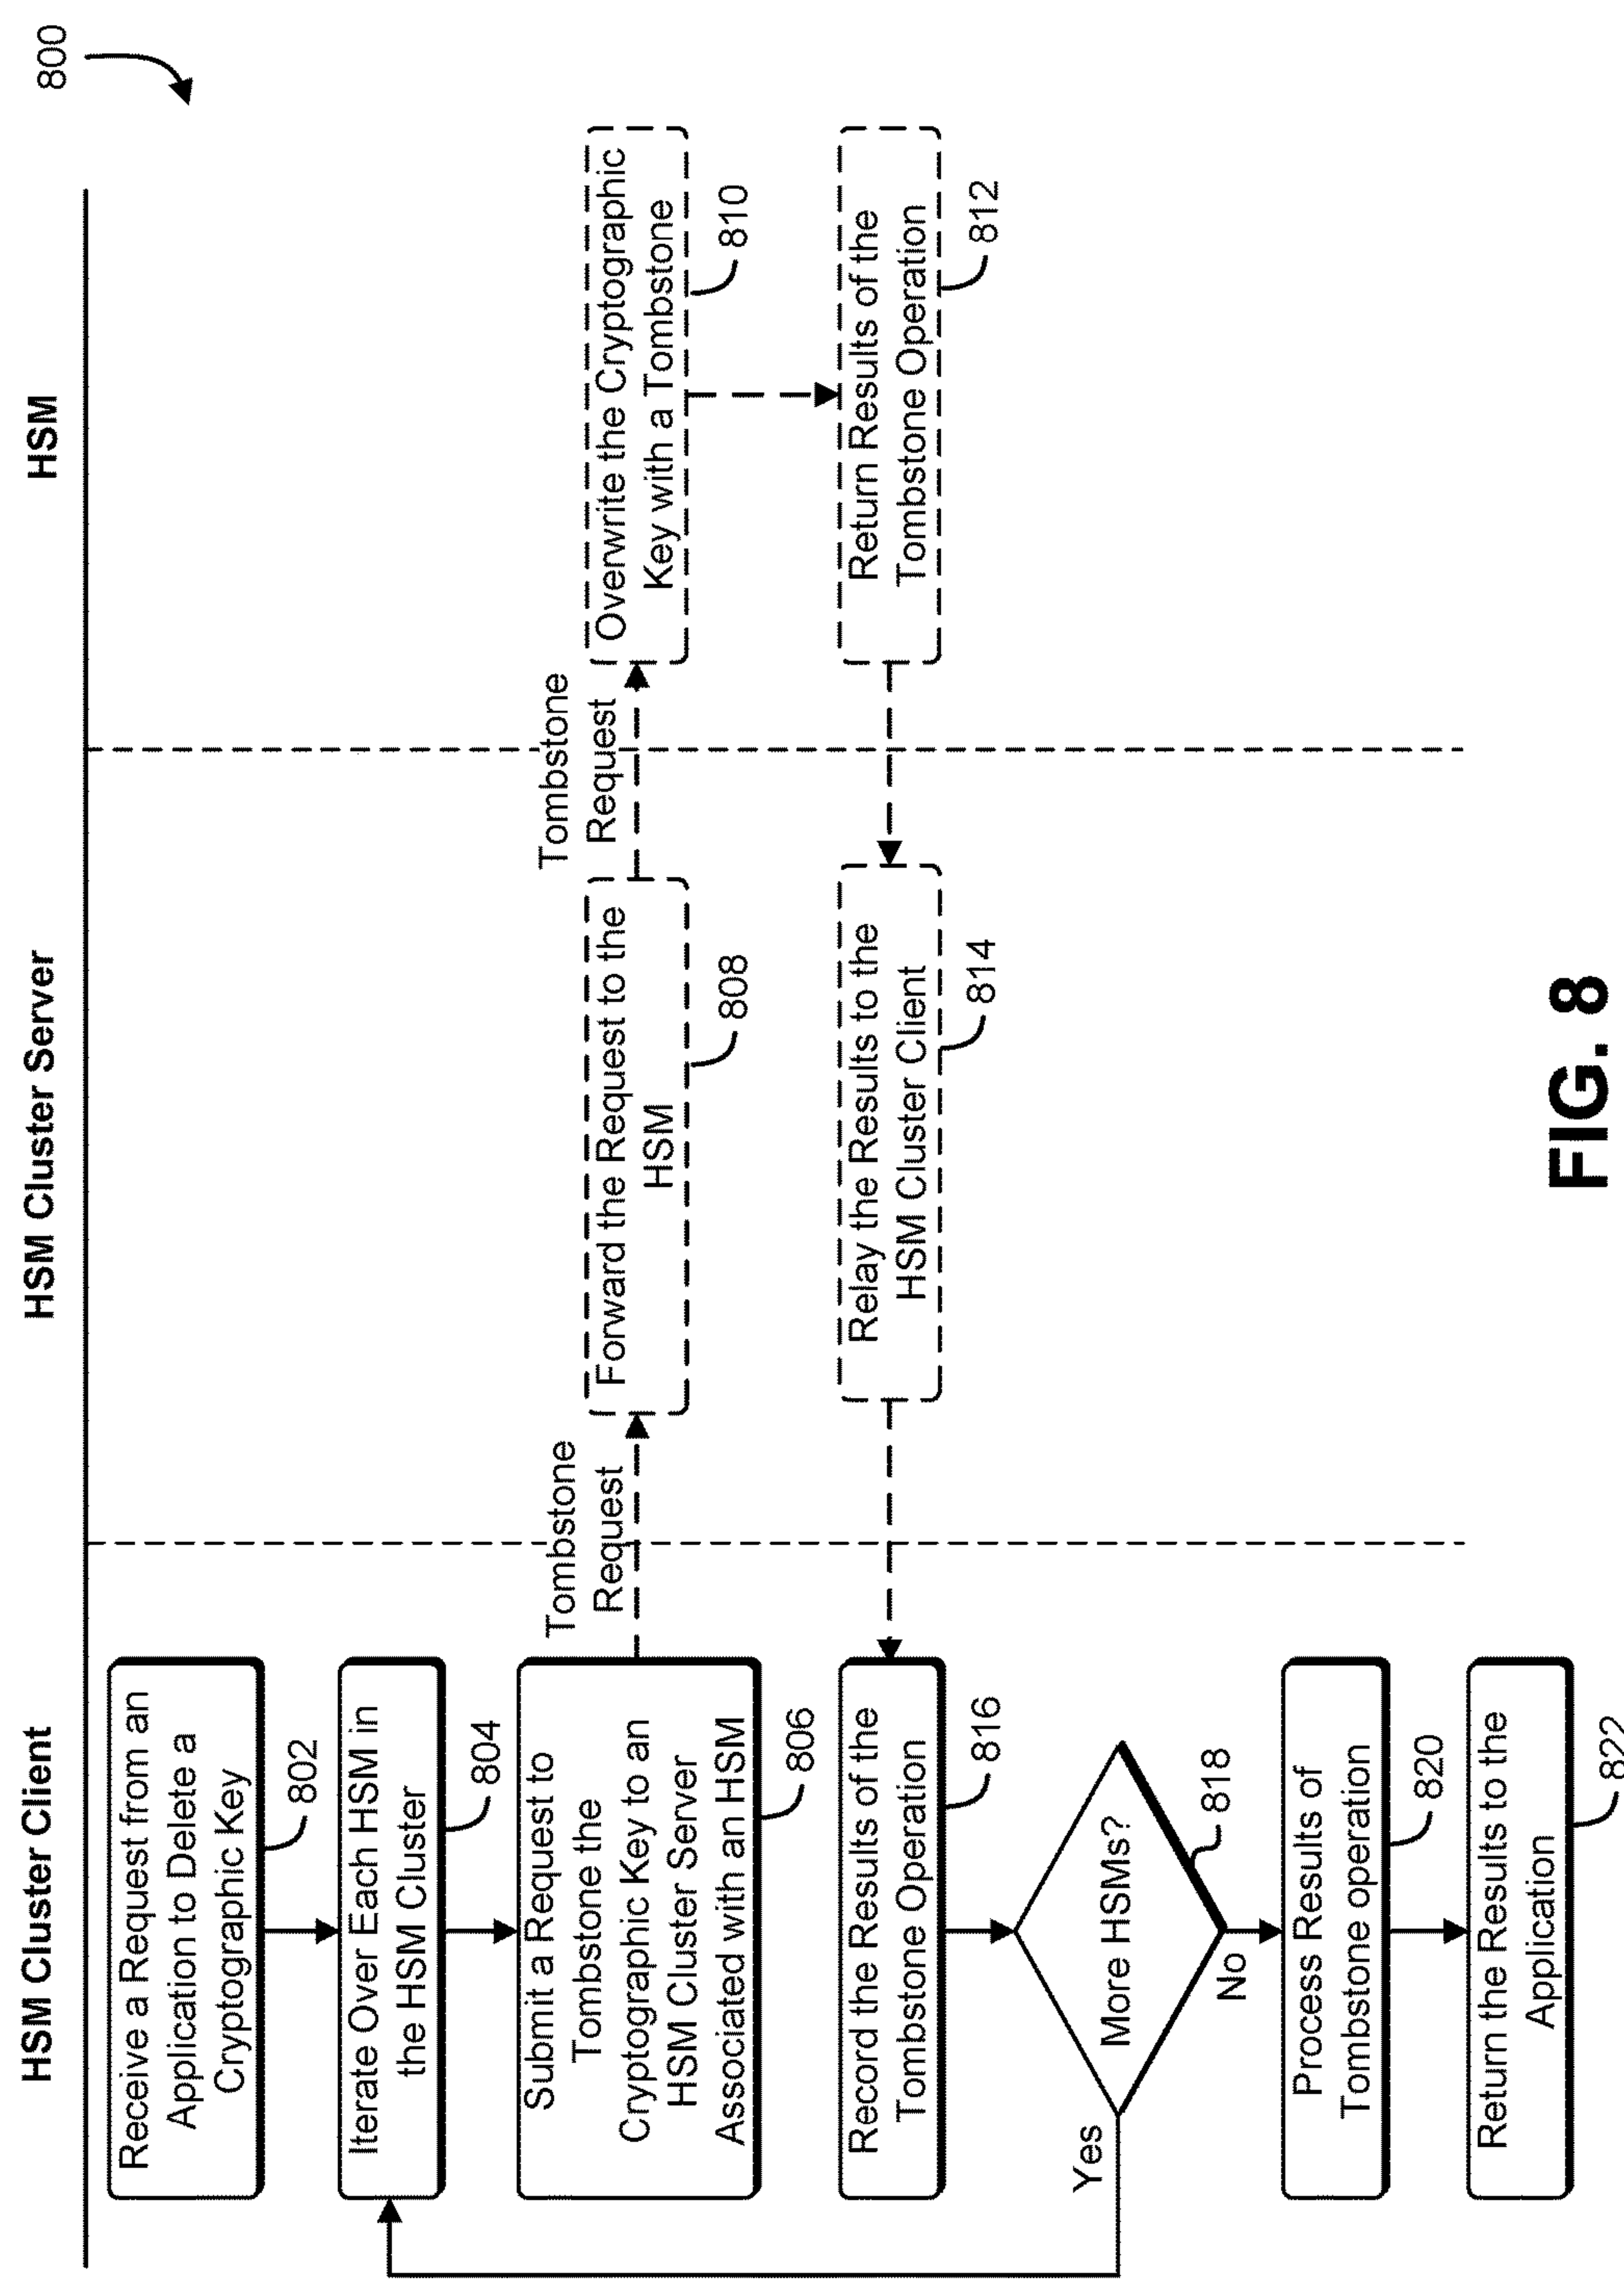 800
HSM Cluster Client
HSM Cluster Server
HSM
Receive a Request from an
Application to Delete a
Cryptographic Key
802
Iterate Over Each HSM in
the HSM Cluster
804
Submit a Request to
Tombstone the
Cryptographic Key to an
HSM Cluster Server
Associated with an HSM
806
Tombstone
Request
Forward the Request to the
HSM
808
Tombstone
Request
Overwrite the Cryptographic
Key with a Tombstone
810
Return Results of the
Tombstone Operation
812
Relay the Results to the
HSM Cluster Client
814
Record the Results of the
Tombstone Operation
816
More HSMs?
818
Yes
No
Process Results of
Tombstone operation
820
Return the Results to the
Application
822
FIG. 8